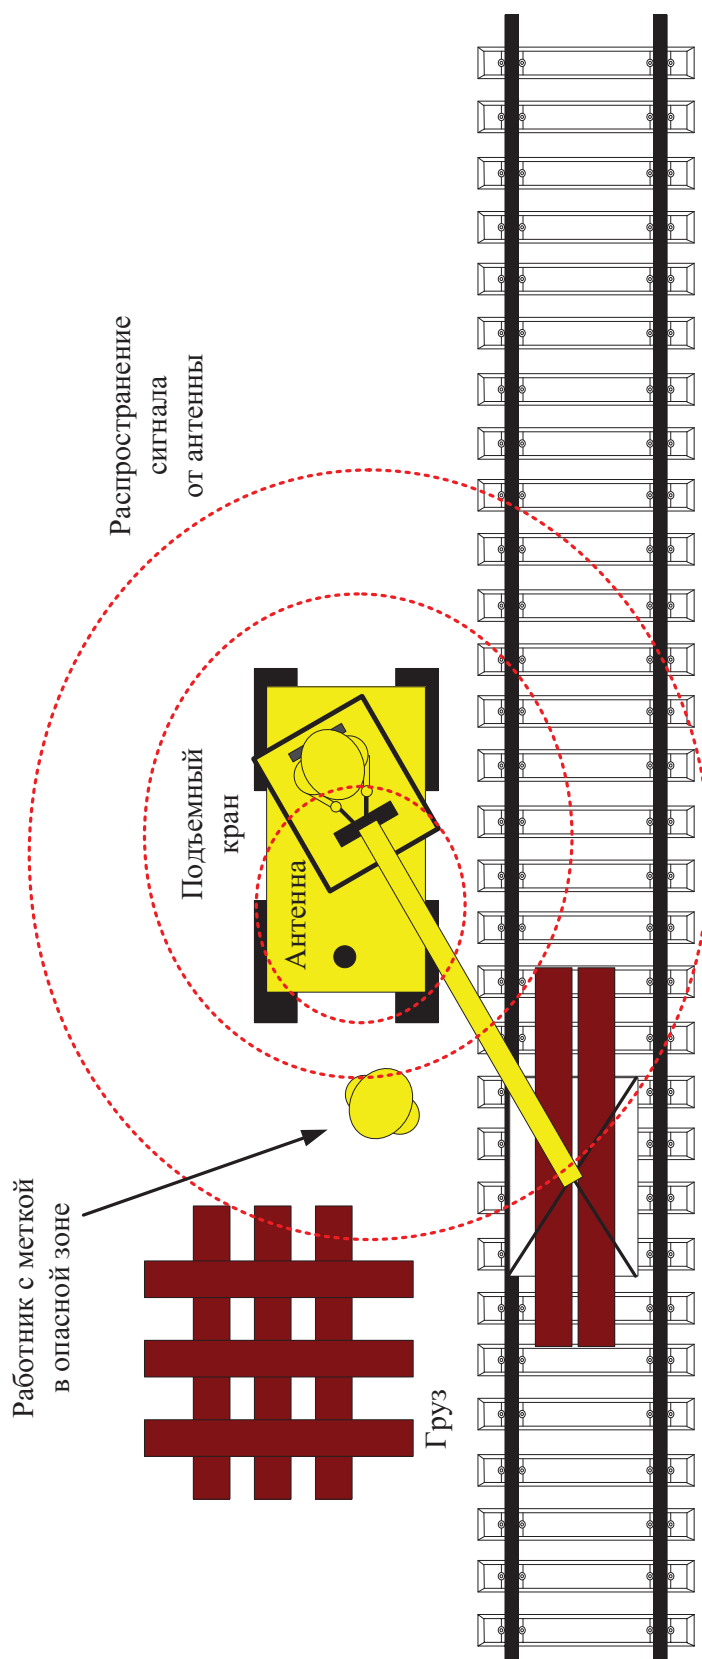 Работник с меткой
в опасной зоне
Груз
Подъемный
кран
Антенна
Распространение
сигнала
от антенны